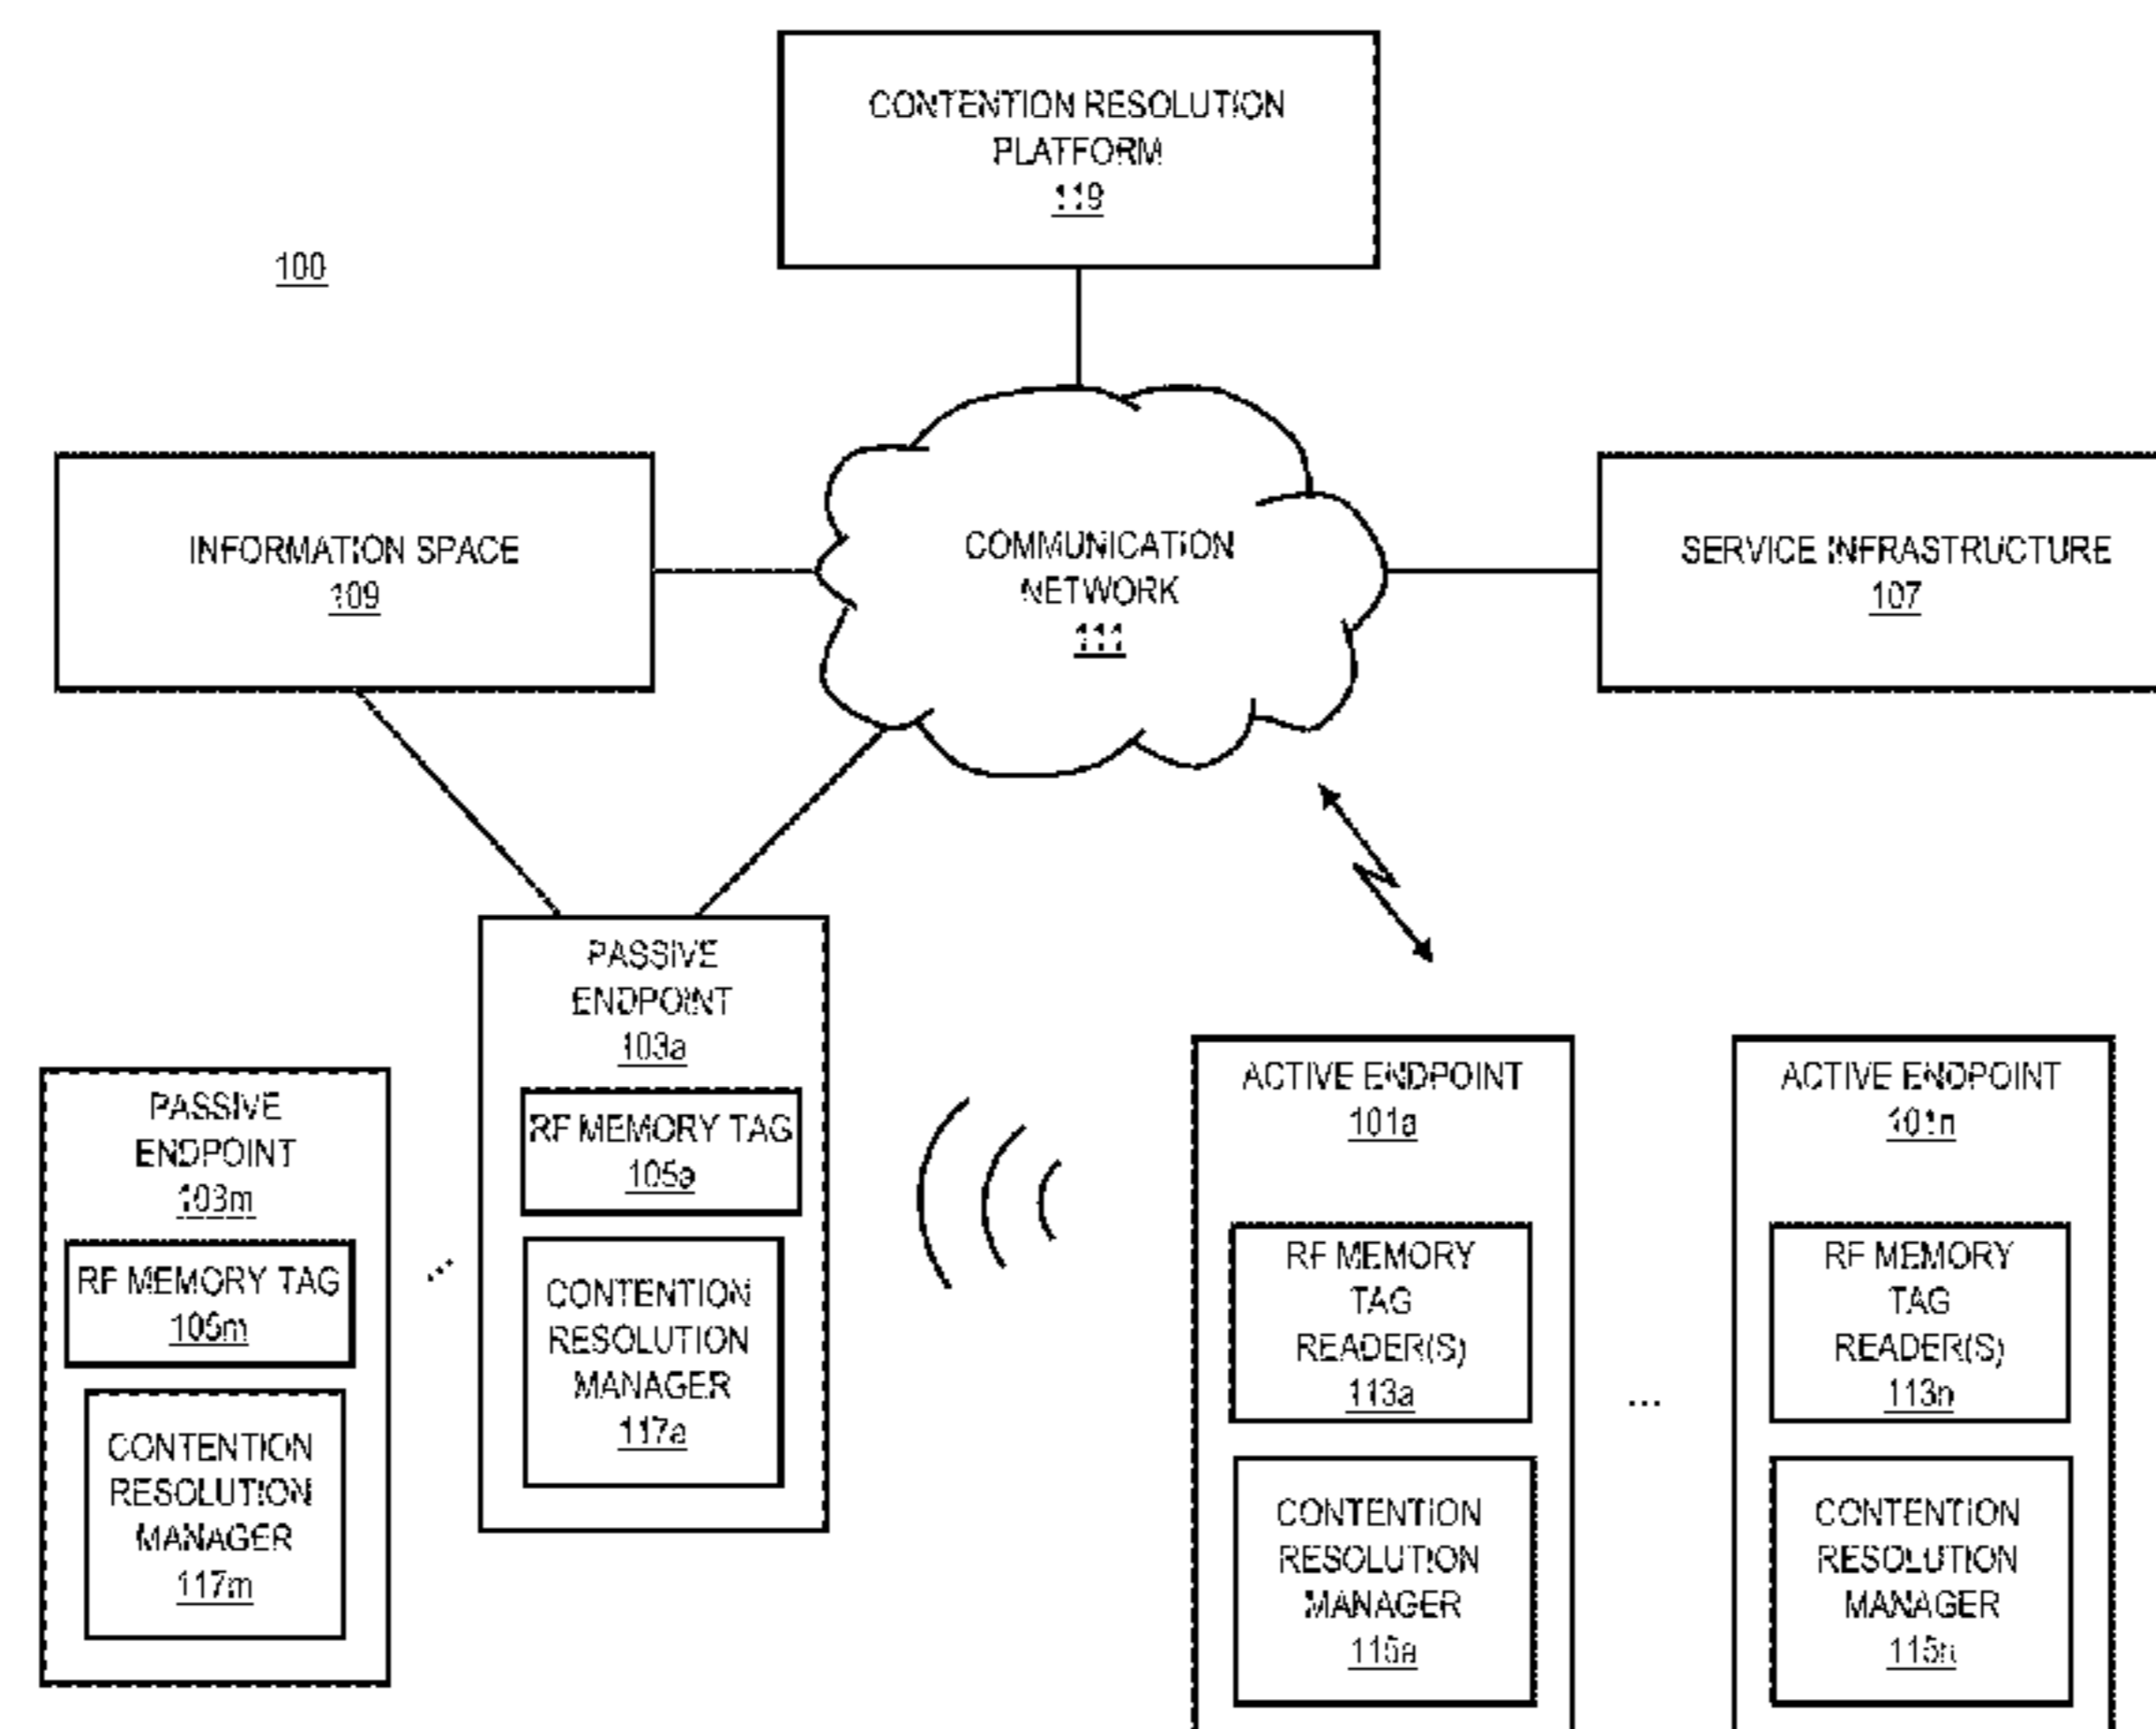 CONTENTION RESOLUTION
PLATFORM
119
100
INFORMATION SPACE
109
COMMUNICATION
NETWORK
111
SERVICE INFRASTRUCTURE
107
PASSIVE
ENDPOINT
103a
RF MEMORY TAG
105a
CONTENTION
RESOLUTION
MANAGER
117a
PASSIVE
ENDPOINT
103m
RF MEMORY TAG
105m
CONTENTION
RESOLUTION
MANAGER
117m
...
ACTIVE ENDPOINT
101a
RF MEMORY
TAG
READER(S)
113a
CONTENTION
RESOLUTION
MANAGER
115a
...
ACTIVE ENDPOINT
101n
RF MEMORY
TAG
READER(S)
113n
CONTENTION
RESOLUTION
MANAGER
115n